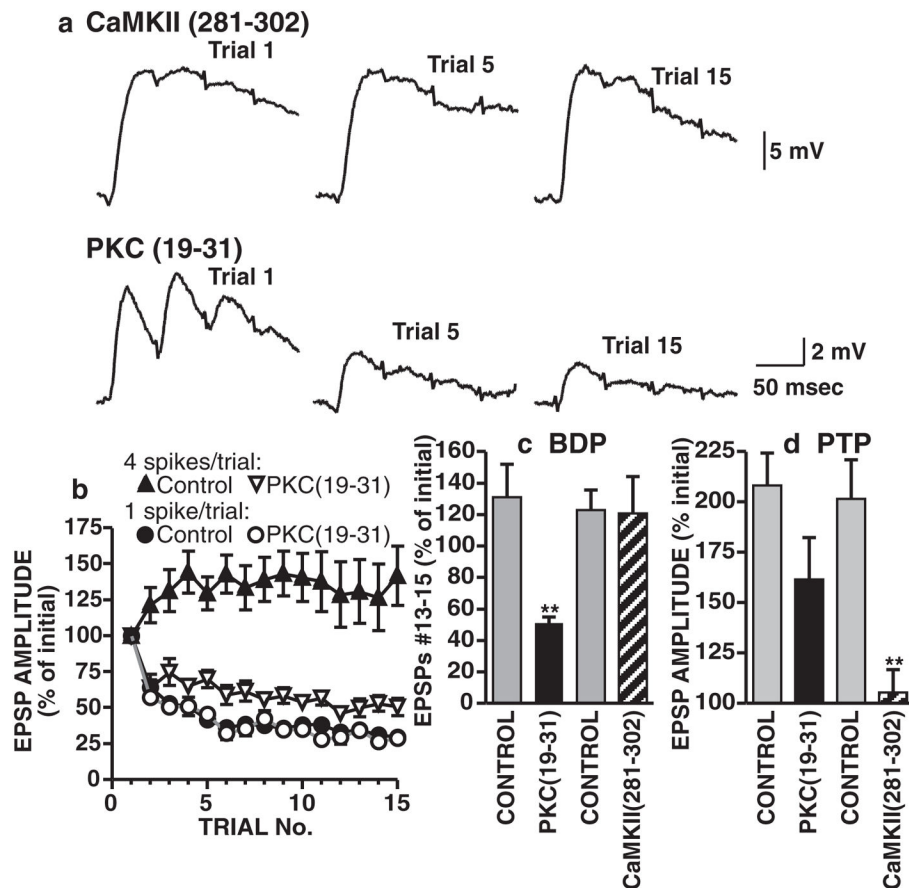 a CaMKII (281-302)
Trial 1
Trial 5
Trial 15
5 mV
PKC (19-31)
Trial 1
Trial 5
Trial 15
2 mV
50 msec
b
4 spikes/trial:
Control PKC(19-31)
1 spike/trial:
Control PKC(19-31)
EPSP AMPLITUDE
(% of initial)
175
150
125
100
75
50
25
0
0 5 10 15
TRIAL No.
c BDP
EPSPs #13-15 (% of initial)
160
140
120
100
80
60
40
20
0
**
CONTROL
PKC(19-31)
CONTROL
CaMKII(281-302)
d PTP
EPSP AMPLITUDE (% initial)
225
200
175
150
125
100
**
CONTROL
PKC(19-31)
CONTROL
CaMKII(281-302)